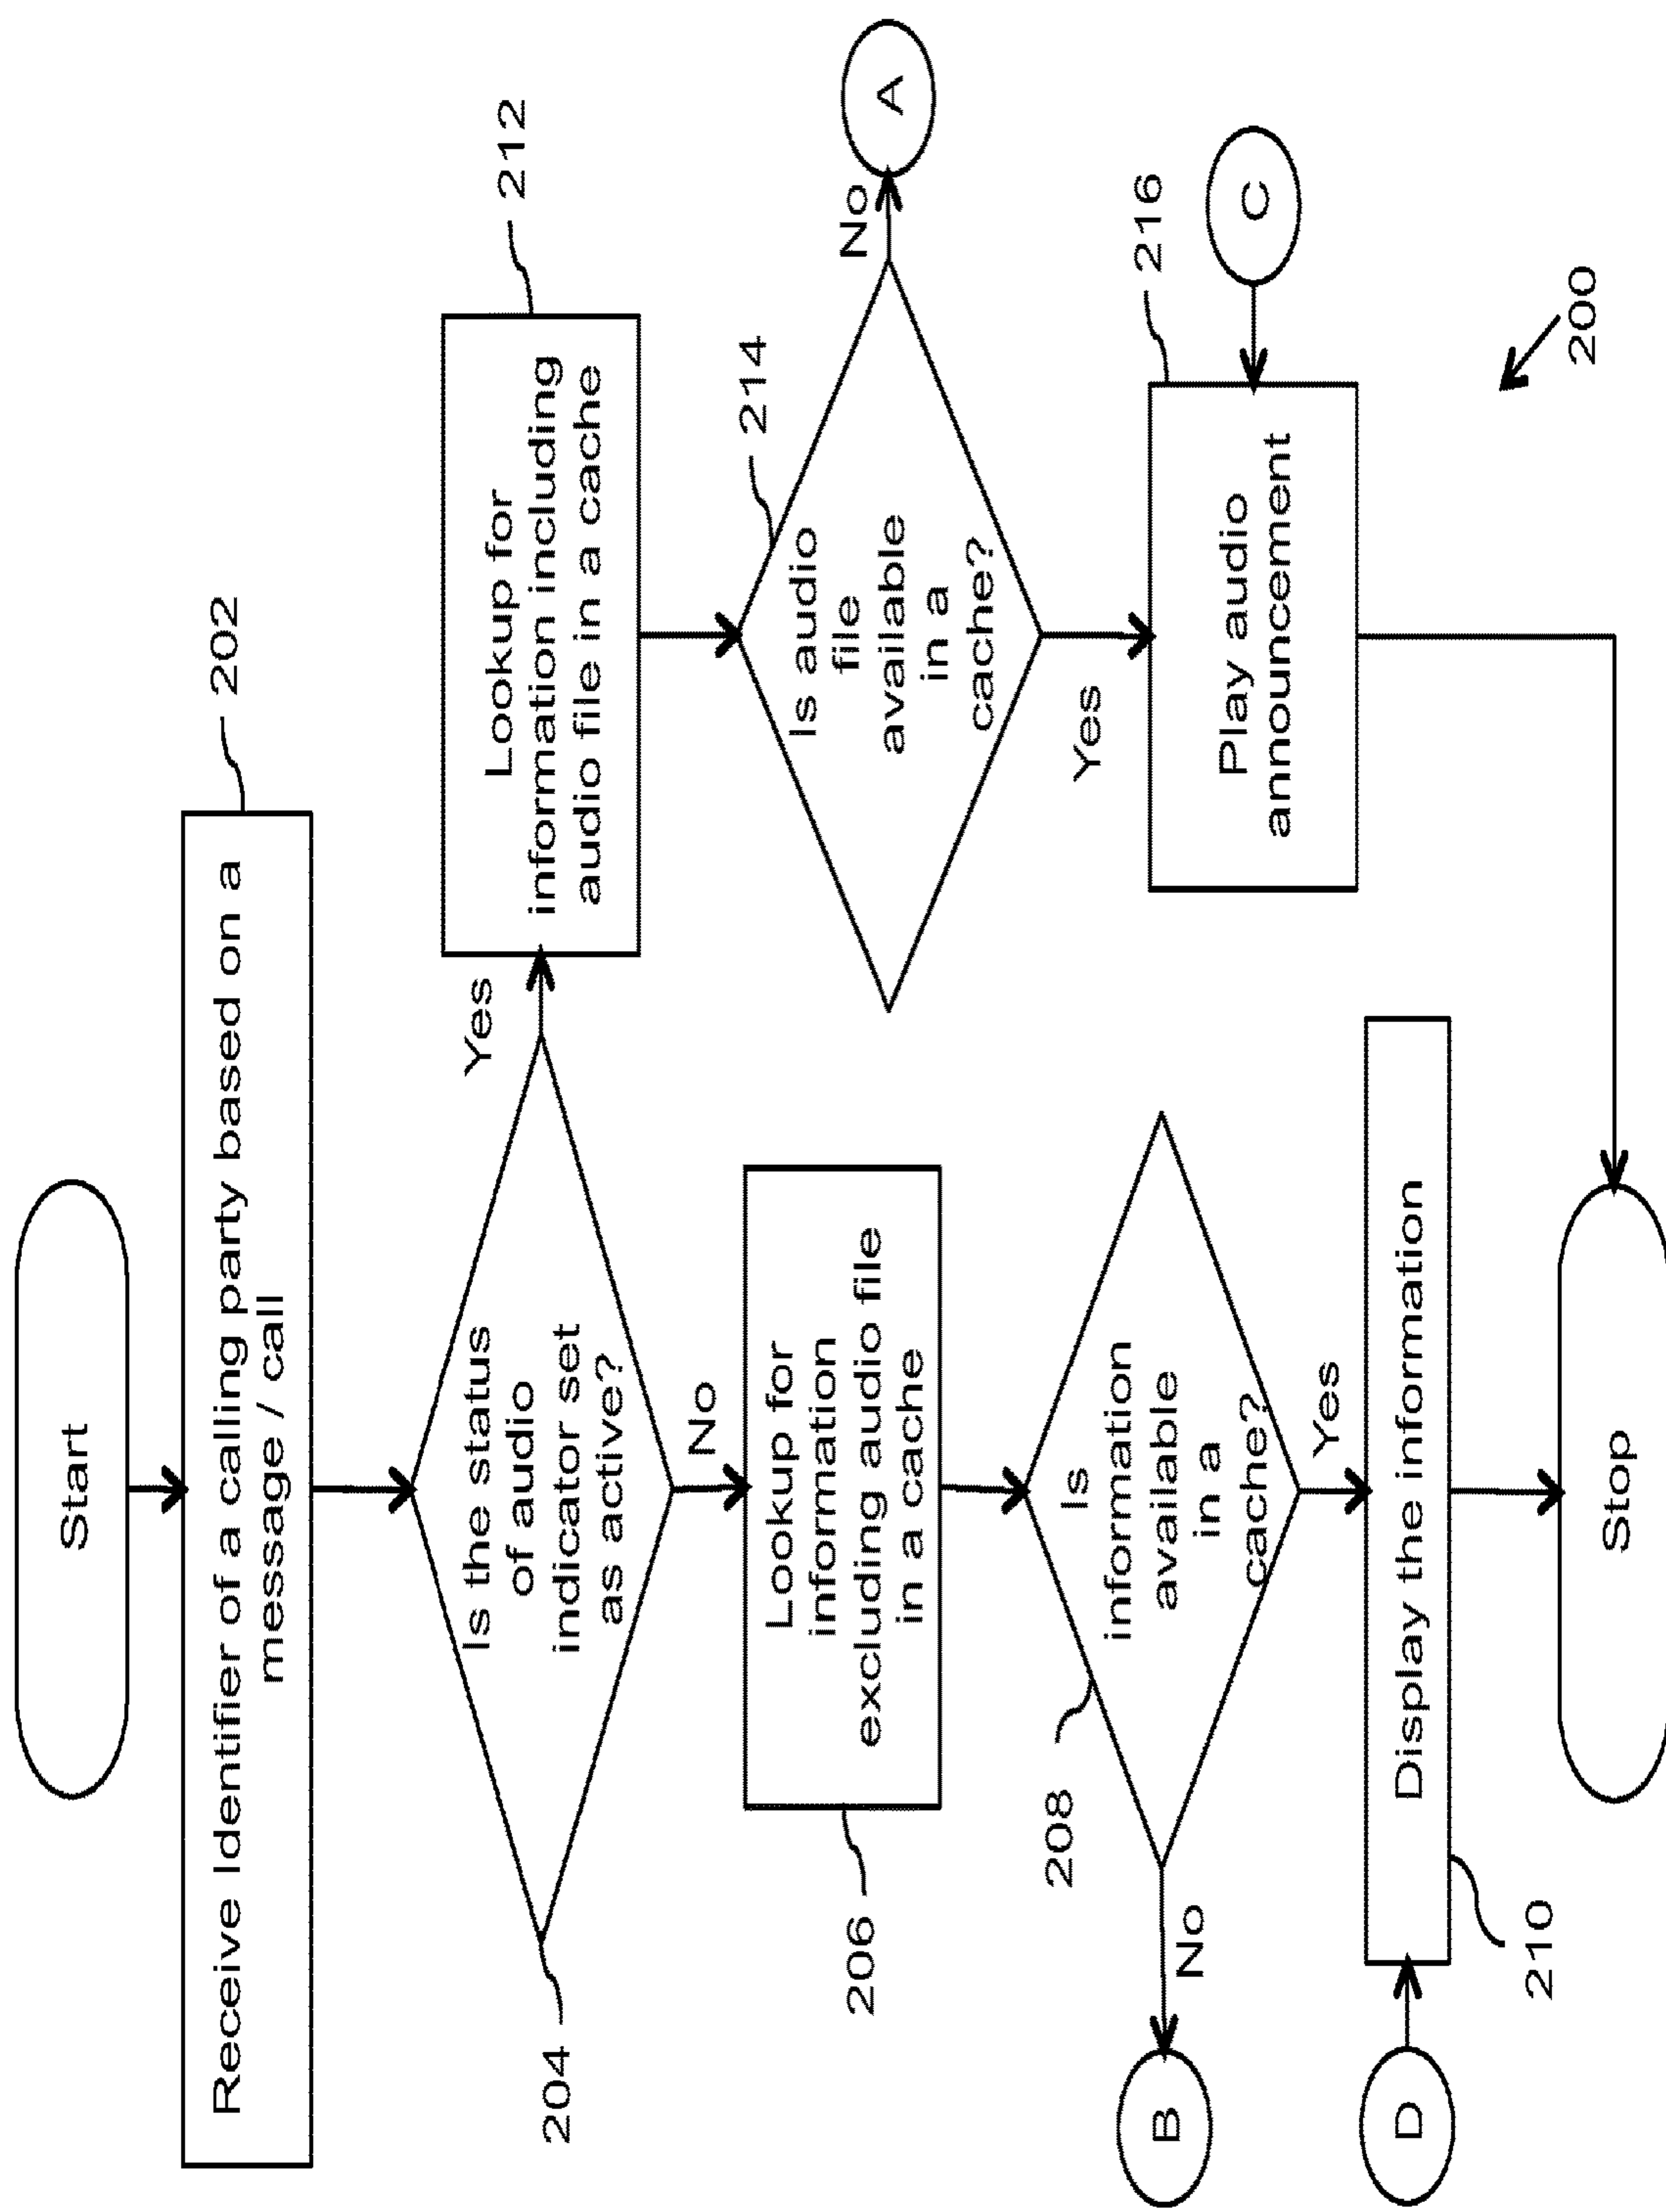 Start
202
Receive Identifier of a calling party based on a
message / call
204
Is the status
of audio
indicator set
as active?
Yes
212
Lookup for
information including
audio file in a cache
No
206
Lookup for
information
excluding audio file
in a cache
214
Is audio
file
available
in a
cache?
No
A
208
Is
information
available
in a
cache?
No
B
Yes
Yes
216
Play audio
announcement
C
D
Display the information
210
Stop
200